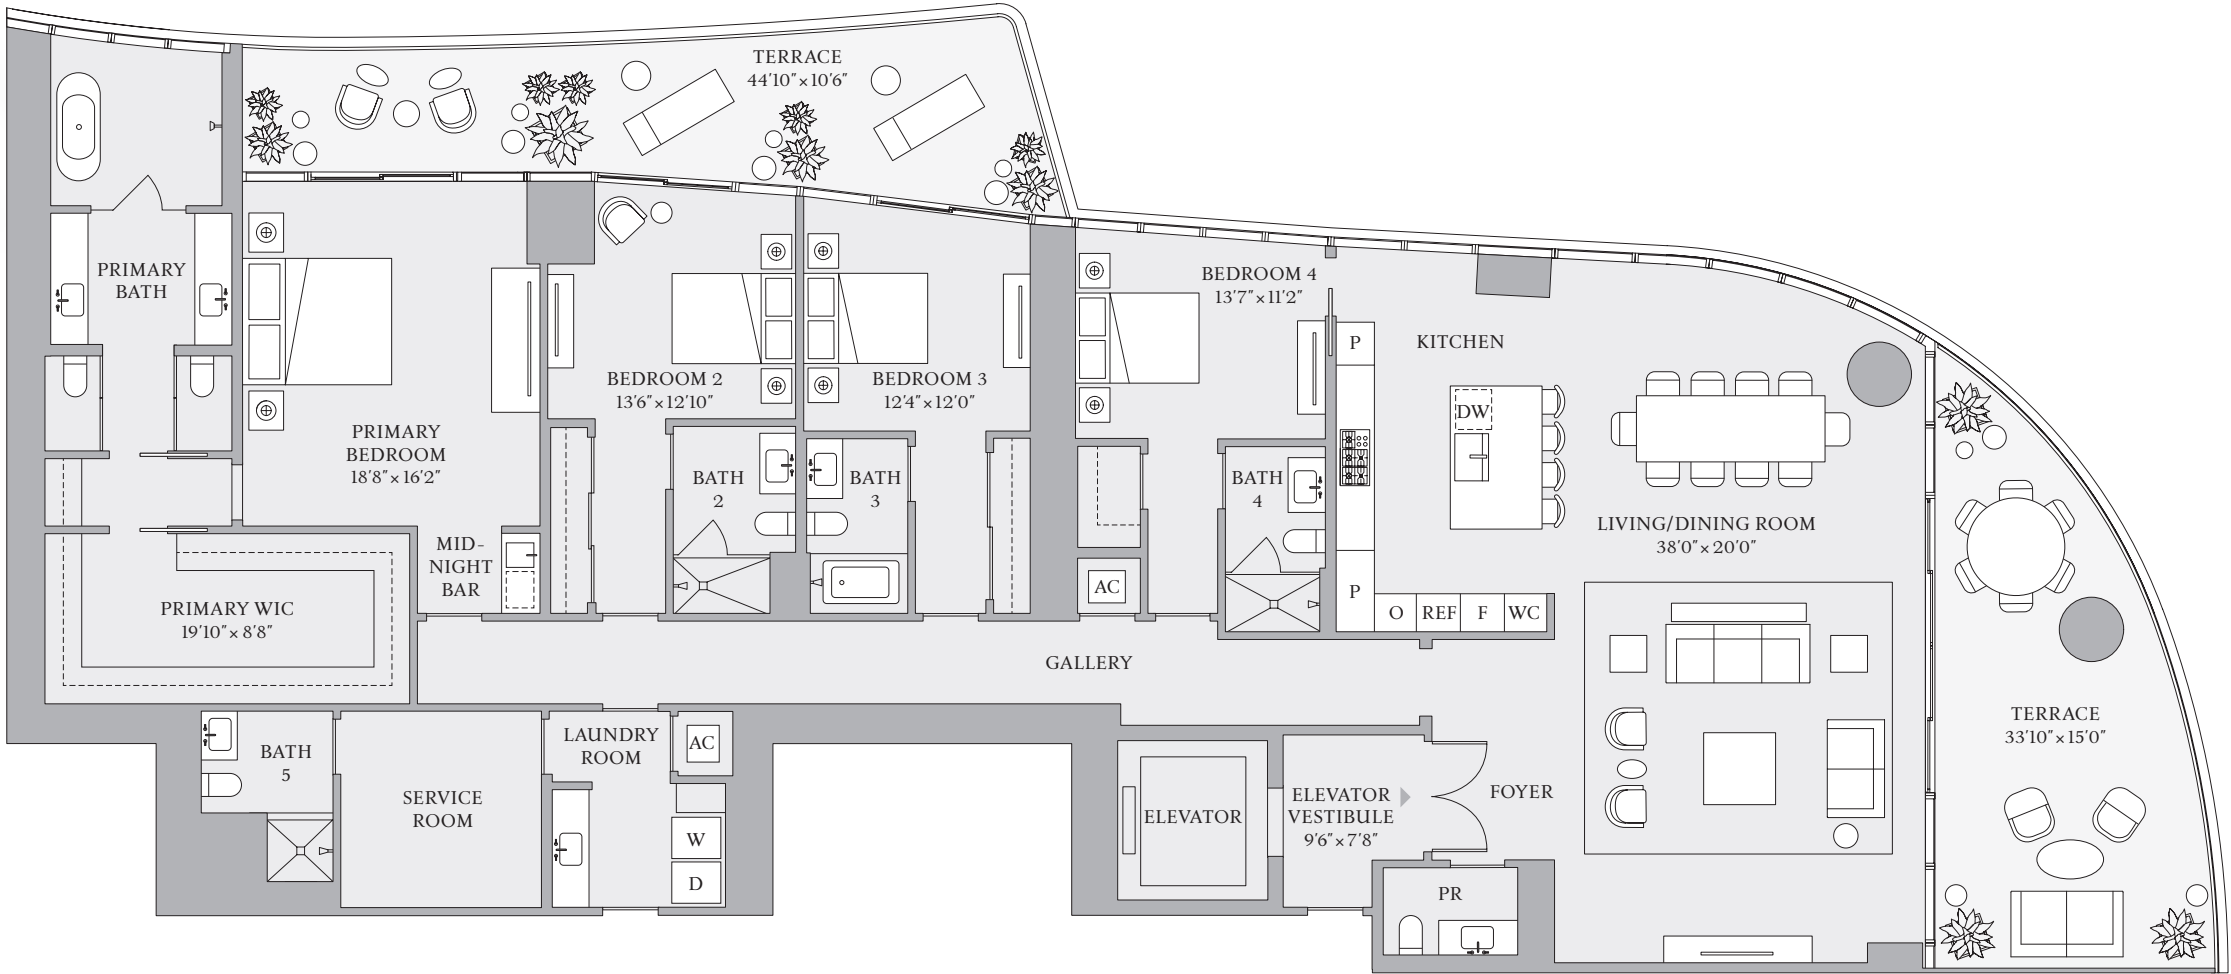 TERRACE
44'10"×10'6"
PRIMARY
BATH
PRIMARY
BEDROOM
18'8"×16'2"
BEDROOM 2
13'6"×12'10"
BEDROOM 3
12'4"×12'0"
BEDROOM 4
13'7"×11'2"
P
KITCHEN
DW
BATH
2
BATH
3
BATH
4
LIVING/DINING ROOM
38'0"×20'0"
MID-
NIGHT
BAR
AC
P
O
REF
F
WC
PRIMARY WIC
19'10"×8'8"
GALLERY
TERRACE
33'10"×15'0"
BATH
5
SERVICE
ROOM
LAUNDRY
ROOM
AC
W
D
ELEVATOR
ELEVATOR
VESTIBULE
9'6"×7'8"
FOYER
PR